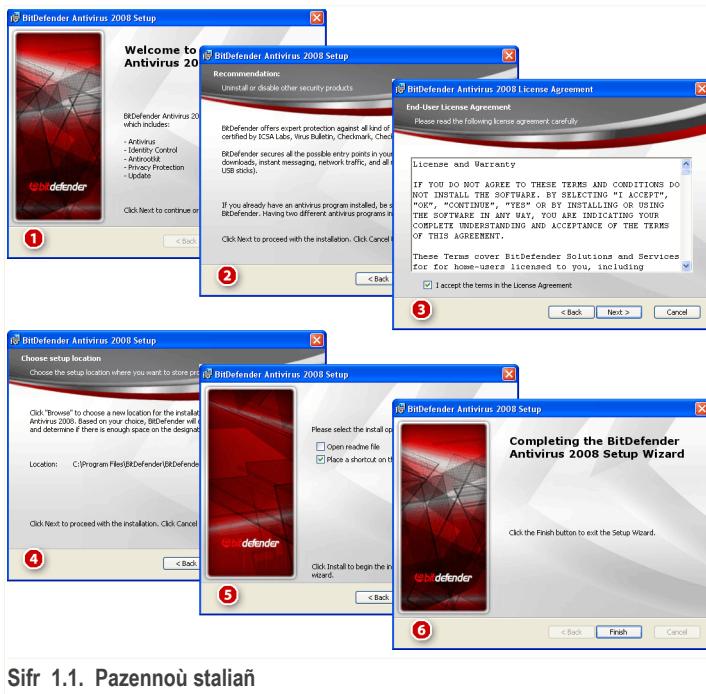 BitDefender Antivirus 2008 Setup
Welcome to
Antivirus 20
BitDefender Antivirus 20
which includes:
- Antivirus
- Identity Control
- Antirootkit
- Privacy Protection
- Update
bitdefender
Click Next to continue or
< Back
1
BitDefender Antivirus 2008 Setup
Recommendation:
Uninstall or disable other security products
BitDefender offers expert protection against all kind of
certified by ICSA Labs, Virus Bulletin, Checkmark, Chec
BitDefender secures all the possible entry points in your
downloads, instant messaging, network traffic, and all
USB sticks).
If you already have an antivirus program installed, be s
BitDefender. Having two different antivirus programs in
Click Next to proceed with the installation. Click Cancel
< Back
2
BitDefender Antivirus 2008 License Agreement
End-User License Agreement
Please read the following license agreement carefully
License and Warranty
IF YOU DO NOT AGREE TO THESE TERMS AND CONDITIONS DO
NOT INSTALL THE SOFTWARE. BY SELECTING "I ACCEPT",
"OK", "CONTINUE", "YES" OR BY INSTALLING OR USING
THE SOFTWARE IN ANY WAY, YOU ARE INDICATING YOUR
COMPLETE UNDERSTANDING AND ACCEPTANCE OF THE TERMS
OF THIS AGREEMENT.
These Terms cover BitDefender Solutions and Services
for for home-users licensed to you, including
I accept the terms in the License Agreement
< Back
Next >
Cancel
3
BitDefender Antivirus 2008 Setup
Choose setup location
Choose the setup location where you want to store pro
Click "Browse" to choose a new location for the installat
Antivirus 2008. Based on your choice, BitDefender will
and determine if there is enough space on the designat
Location: C:\Program Files\BitDefender\BitDefende
Click Next to proceed with the installation. Click Cancel
< Back
4
BitDefender Antivirus 2008 Setup
Please select the install op
Open readme file
Place a shortcut on th
bitdefender
Click Install to begin the in
wizard.
< Back
5
BitDefender Antivirus 2008 Setup
Completing the BitDefender
Antivirus 2008 Setup Wizard
Click the Finish button to exit the Setup Wizard.
bitdefender
< Back
Finish
Cancel
6
Sifr 1.1. Pazennoù staliañ